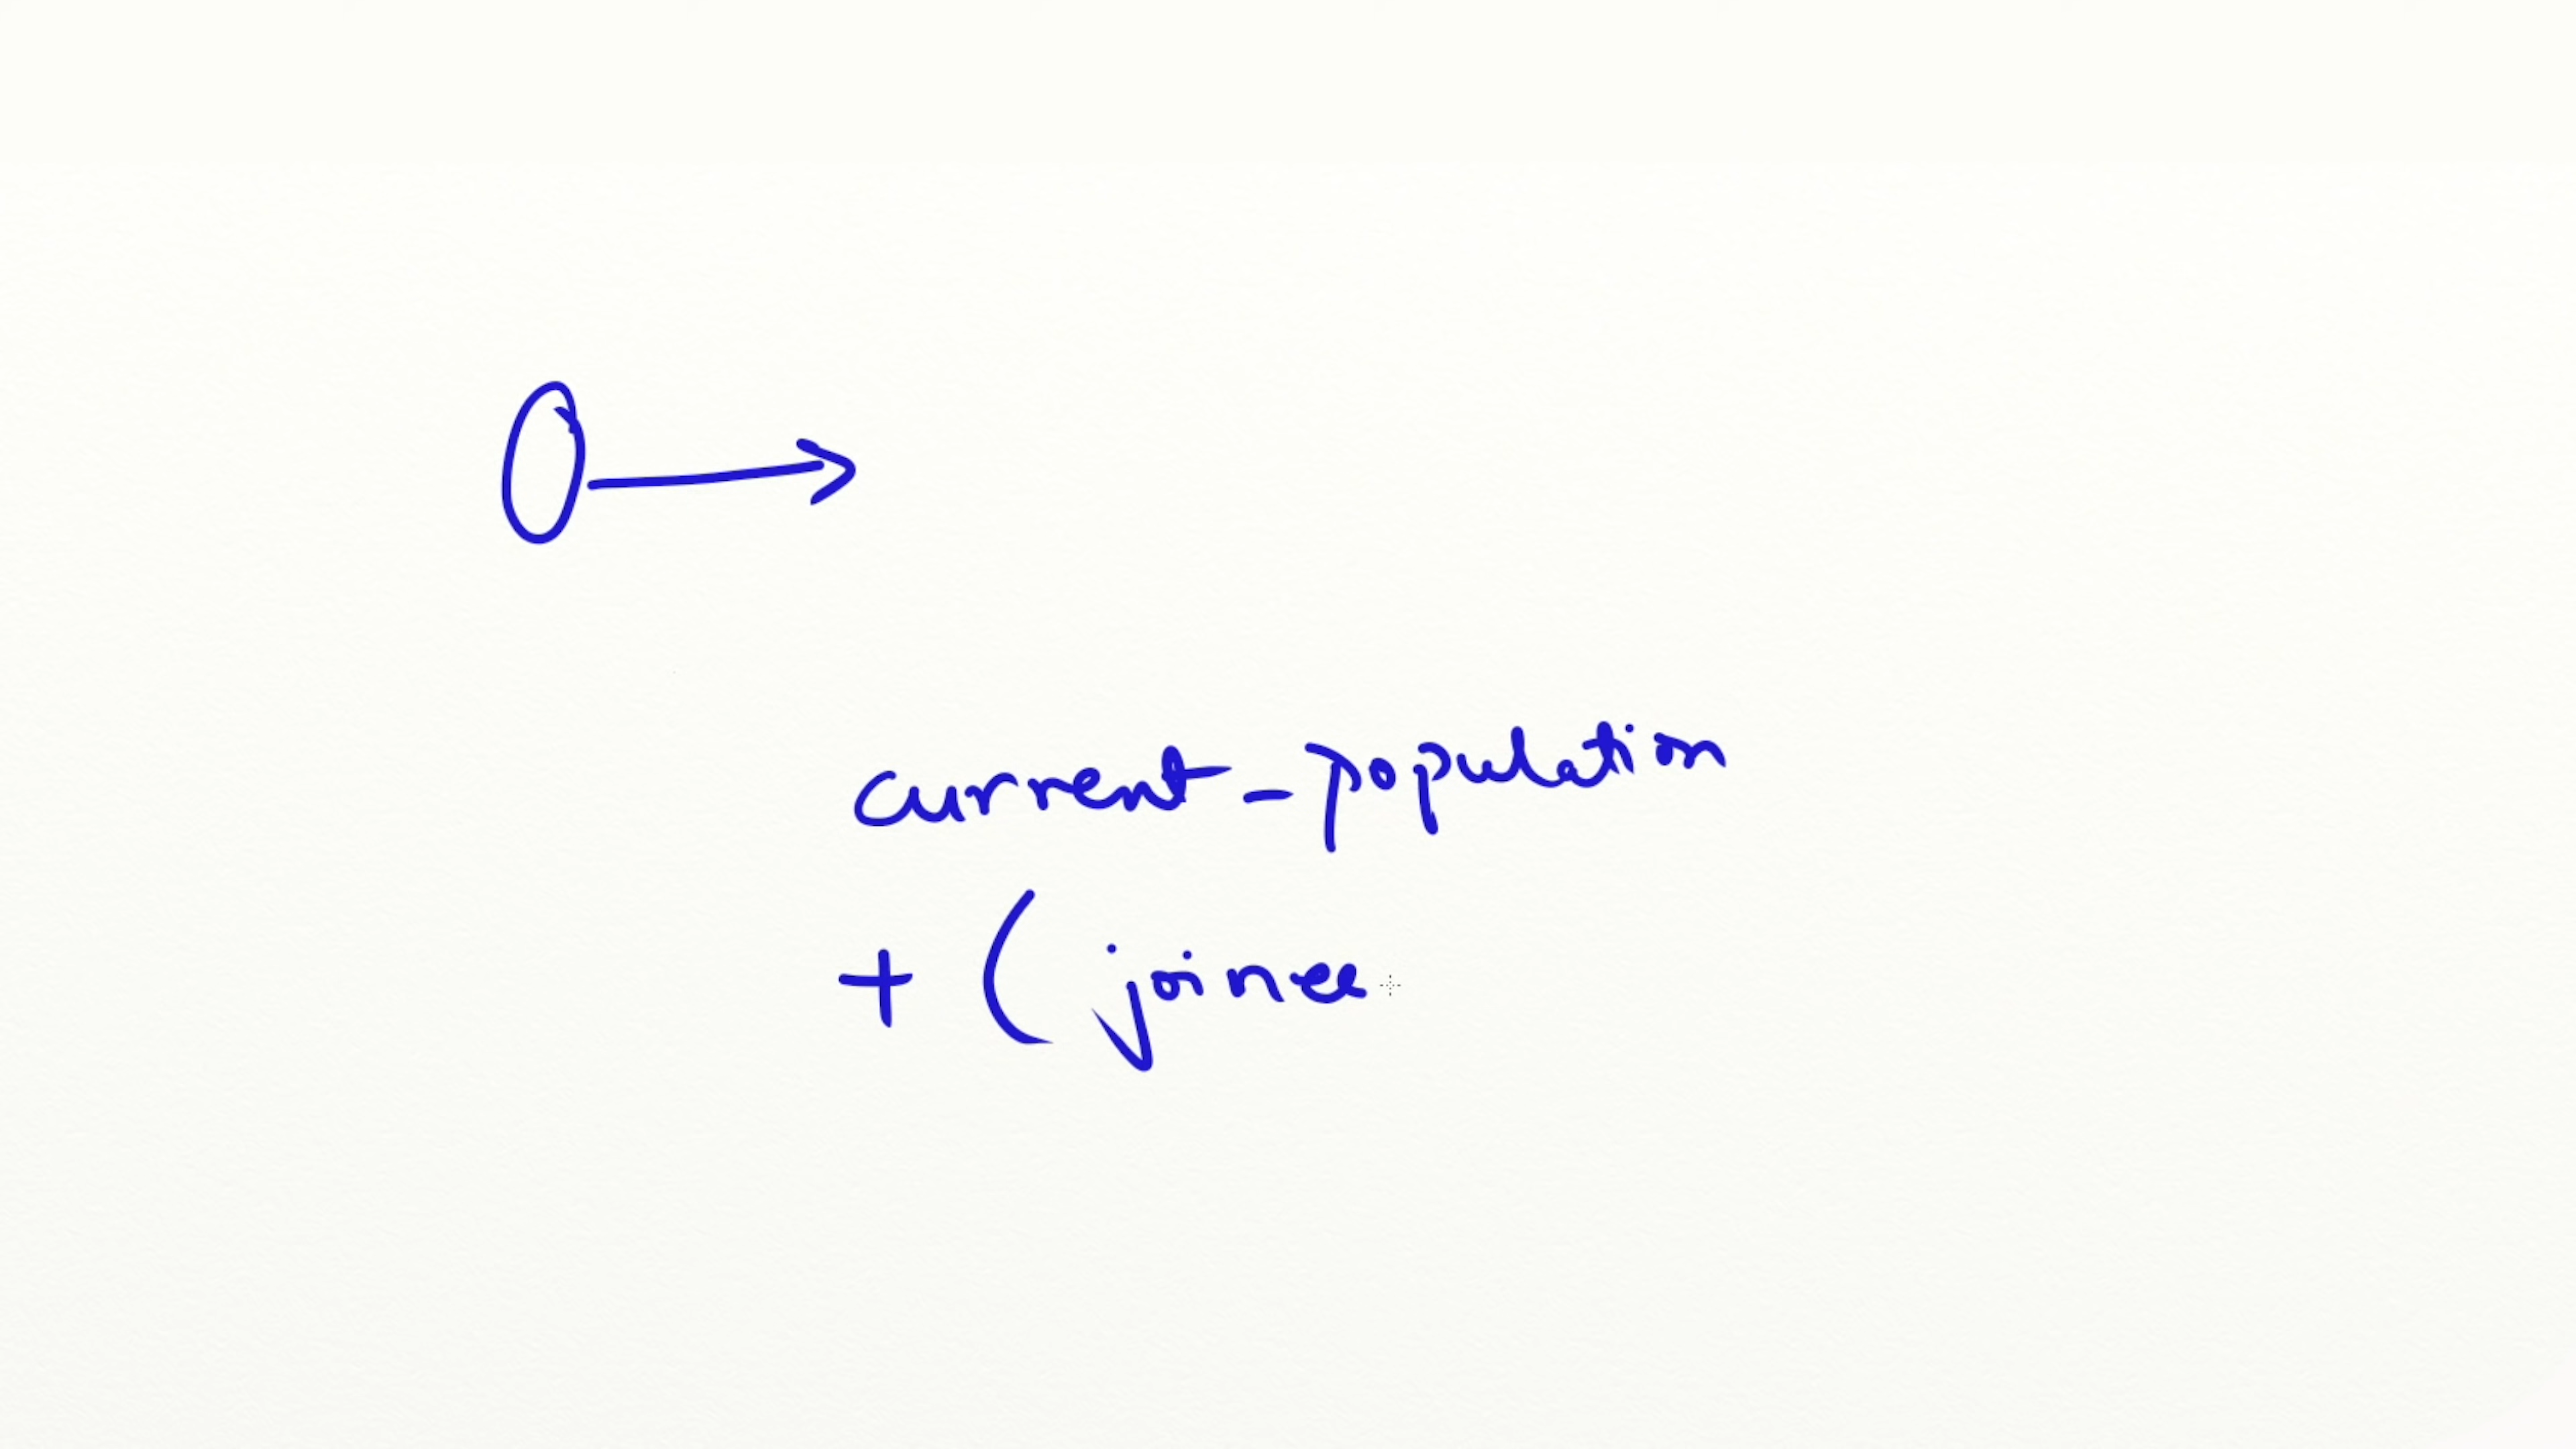 0 →
current_population
+ ( joinee